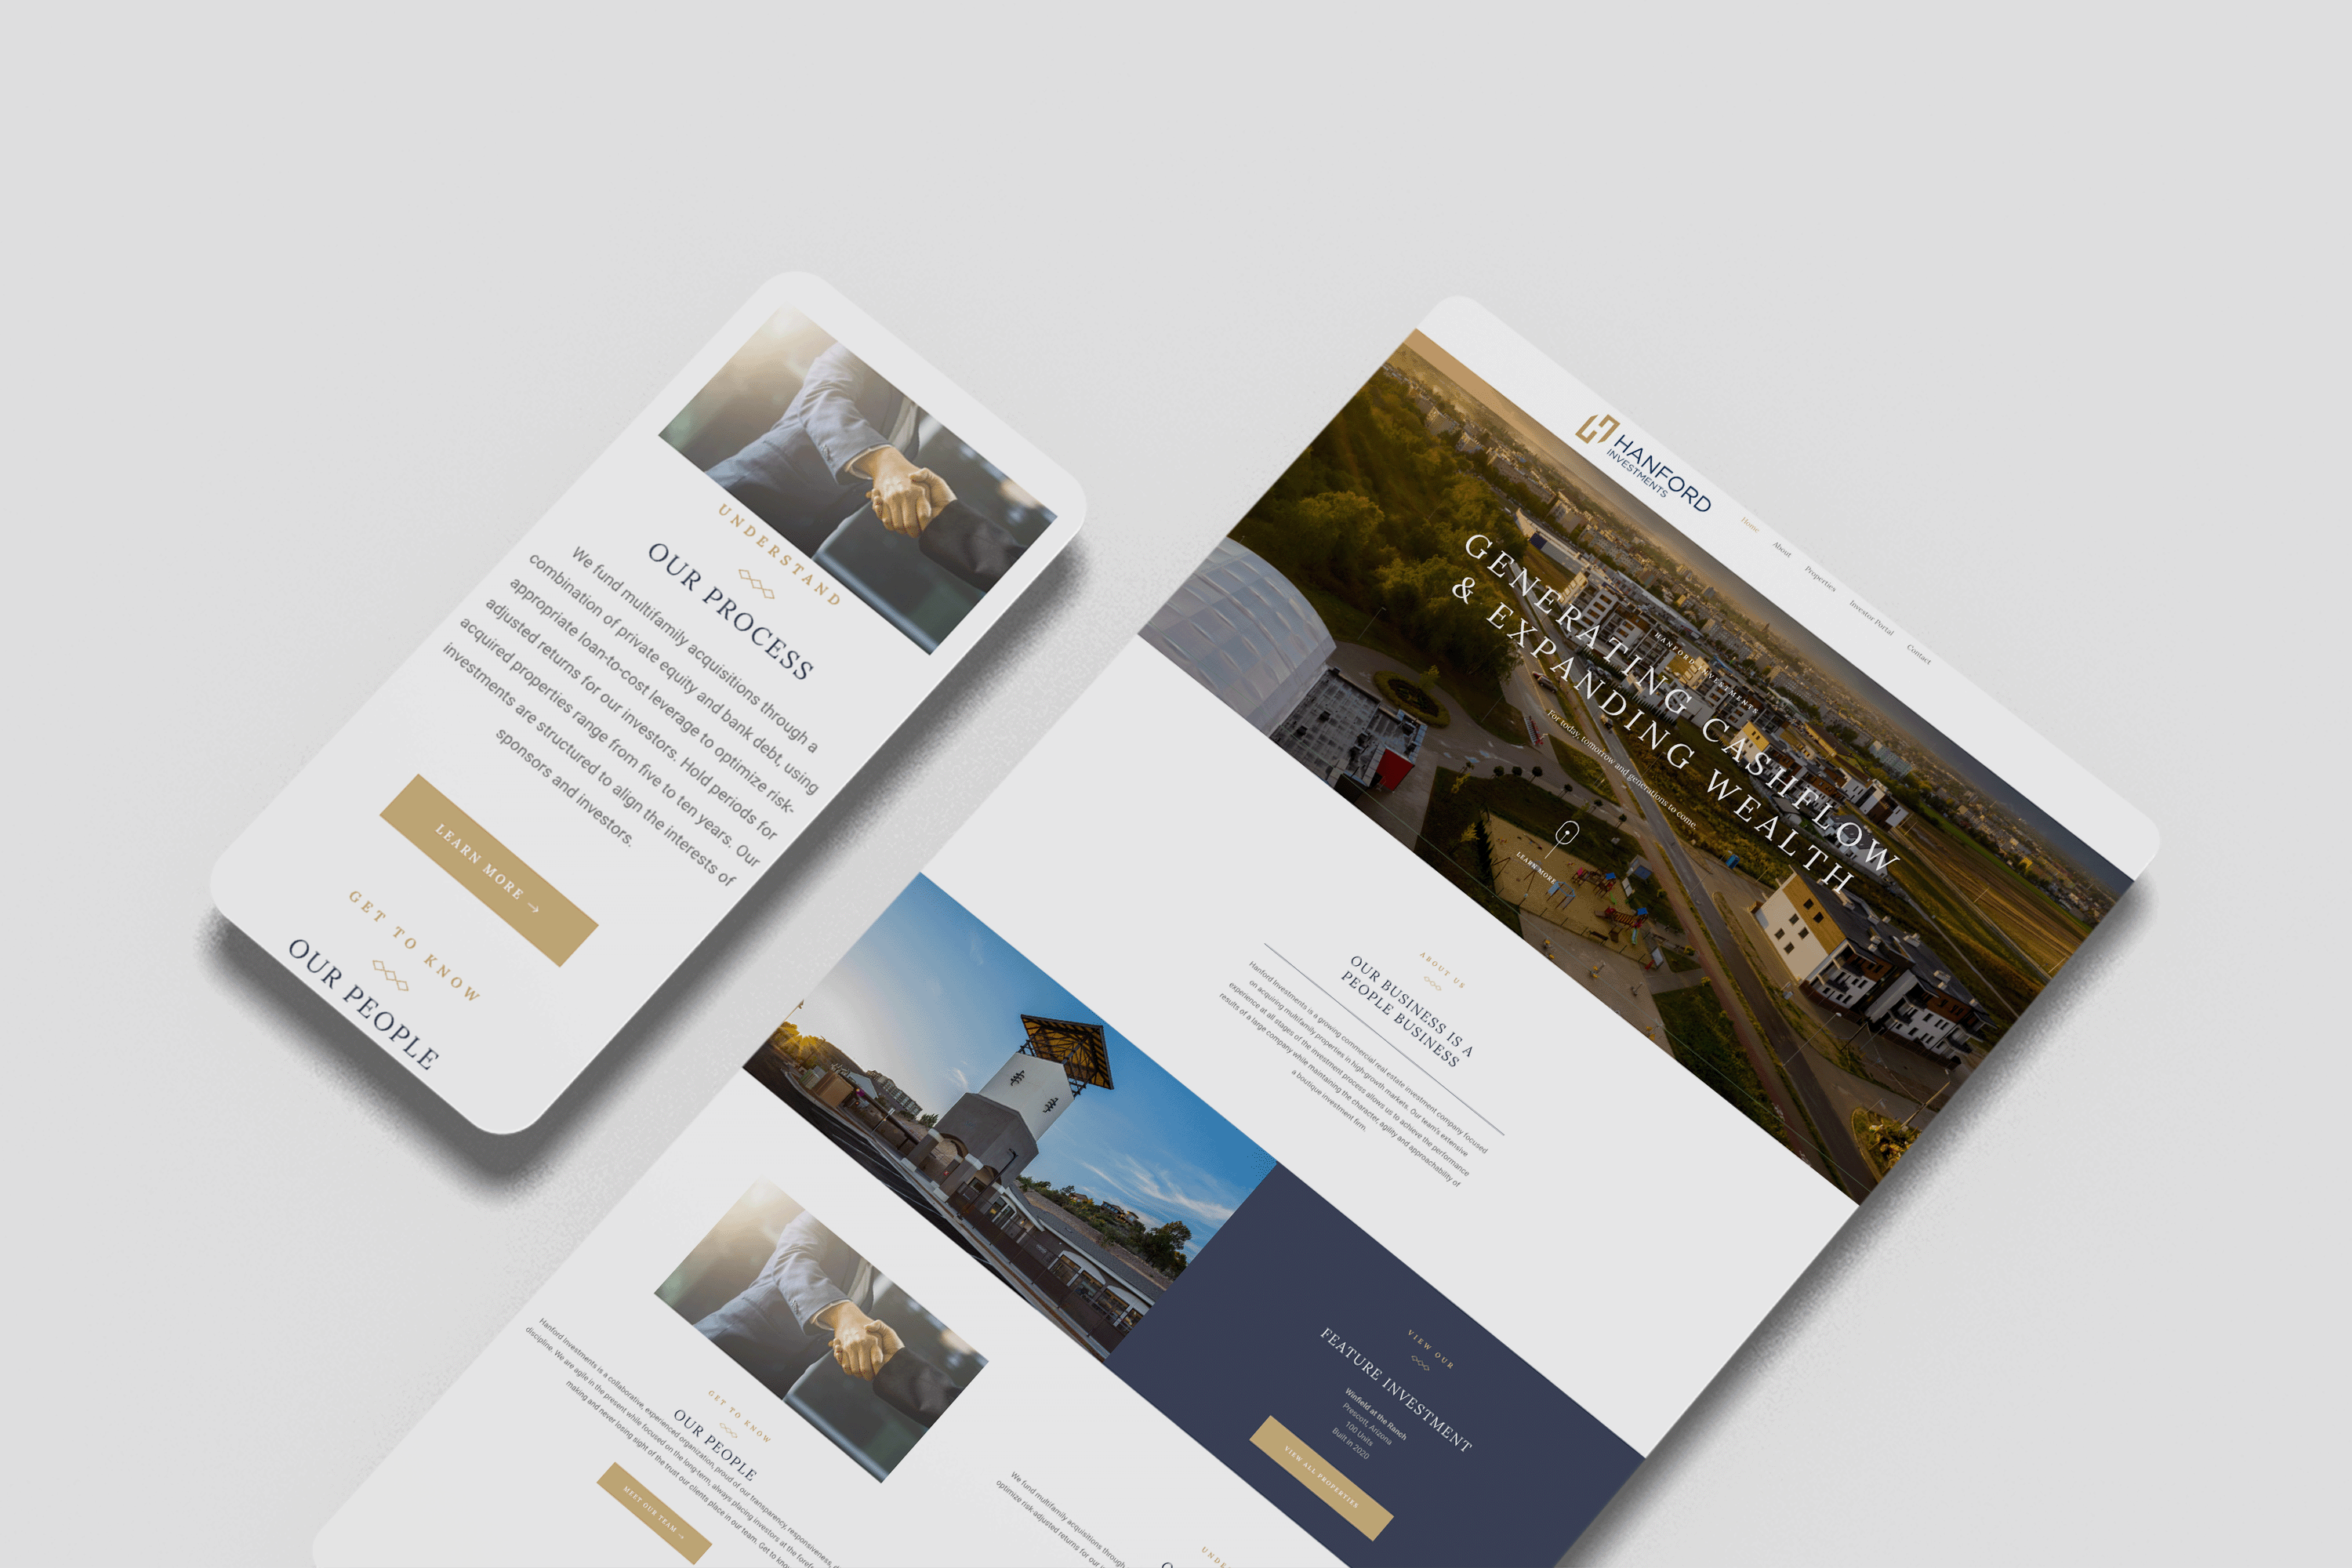 UNDERSTAND
OUR PROCESS
We fund multifamily acquisitions through a
combination of private equity and bank debt, using
appropriate loan-to-cost leverage to optimize risk-
adjusted returns for our investors. Hold periods for
acquired properties range from five to ten years. Our
investments are structured to align the interests of
sponsors and investors.
LEARN MORE →
GET TO KNOW
OUR PEOPLE
HANFORD
INVESTMENTS
Home
About
Properties
Investor Portal
Contact
HANFORD INVESTMENTS
GENERATING CASHFLOW
& EXPANDING WEALTH
For today, tomorrow and generations to come.
LEARN MORE
ABOUT US
OUR BUSINESS IS A
PEOPLE BUSINESS
Hanford Investments is a growing commercial real estate investment company focused
on acquiring multifamily properties in high-growth markets. Our team's extensive
experience at all stages of the investment process allows us to achieve the performance
results of a large company while maintaining the character, agility and approachability of
a boutique investment firm.
VIEW OUR
FEATURE INVESTMENT
Winfield at the Ranch
Prescott, Arizona
100 Units
Built in 2020
VIEW ALL PROPERTIES
GET TO KNOW
OUR PEOPLE
Hanford Investments is a collaborative, experienced organization, proud of our transparency, responsiveness,
discipline. We are agile in the present while focused on the long-term, always placing investors at the
making and never losing sight of the trust our clients place in our team. Get to
MEET OUR TEAM →
We fund multifamily acquisitions through
optimize risk-adjusted returns for our